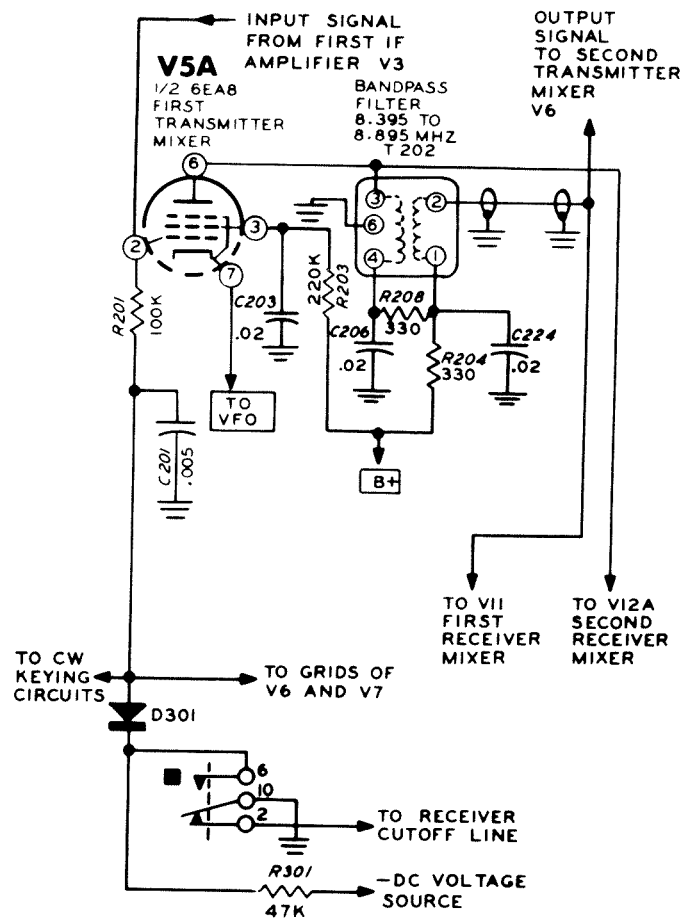 INPUT SIGNAL
FROM FIRST IF
AMPLIFIER V3
OUTPUT
SIGNAL
TO SECOND
TRANSMITTER
MIXER
V6
V5A
1/2 6EA8
FIRST
TRANSMITTER
MIXER
BANDPASS
FILTER
8.395 TO
8.895 MHZ
T 202
6
3
2
7
3
6
4
2
1
R201
100K
C203
.02
220K
R203
R208
330
C206
.02
R204
330
C224
.02
C201
.005
TO
VFO
B+
TO V11
FIRST
RECEIVER
MIXER
TO V12A
SECOND
RECEIVER
MIXER
TO CW
KEYING
CIRCUITS
TO GRIDS OF
V6 AND V7
D301
6
10
2
TO RECEIVER
CUTOFF LINE
R301
47K
-DC VOLTAGE
SOURCE